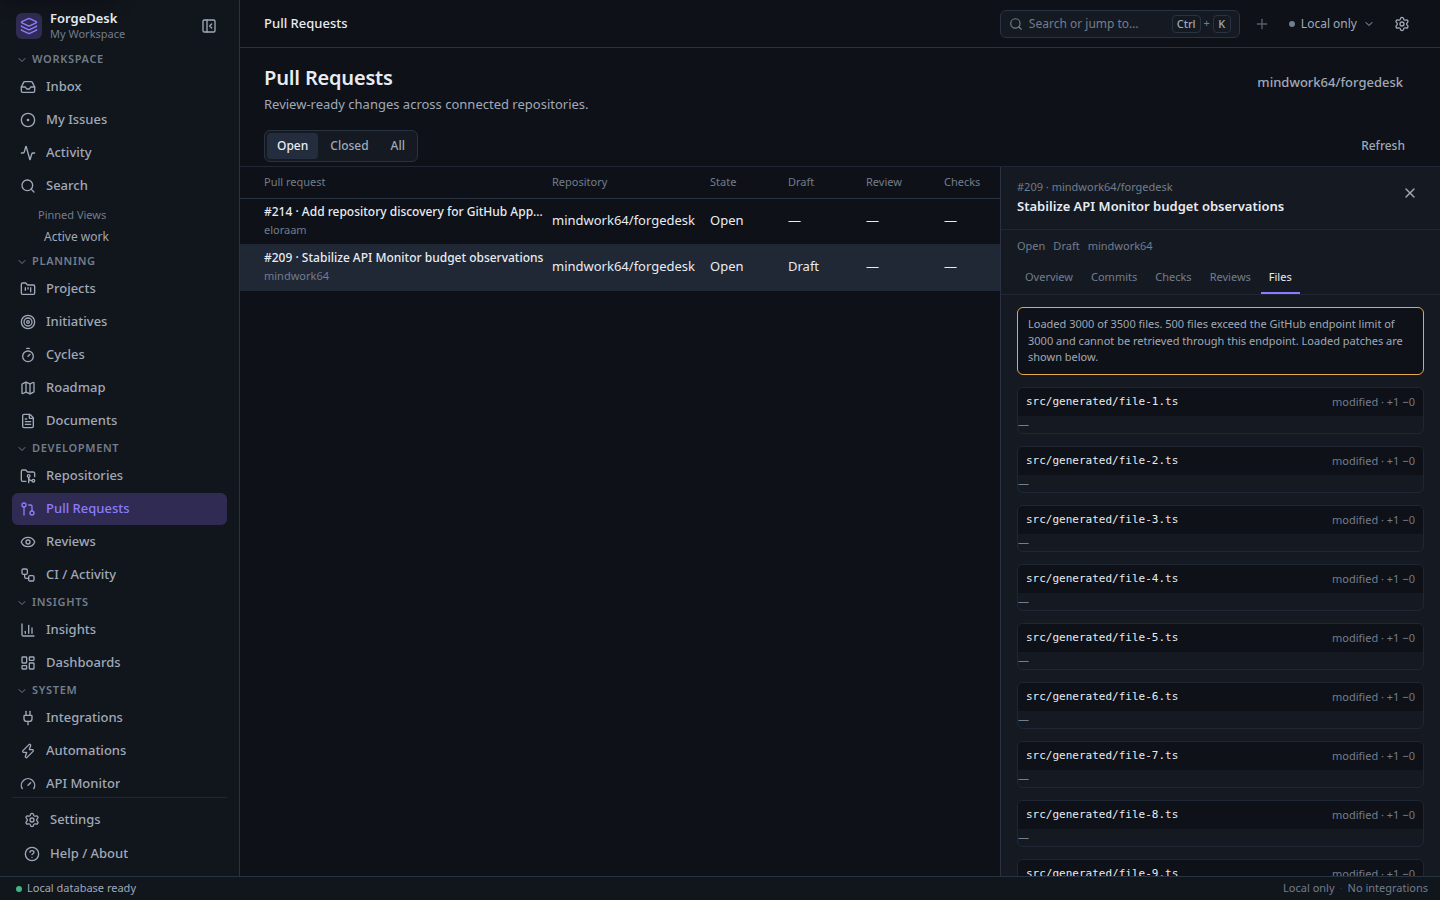 ForgeDesk
My Workspace
WORKSPACE
Inbox
My Issues
Activity
Search
Pinned Views
Active work
PLANNING
Projects
Initiatives
Cycles
Roadmap
Documents
DEVELOPMENT
Repositories
Pull Requests
Reviews
CI / Activity
INSIGHTS
Insights
Dashboards
SYSTEM
Integrations
Automations
API Monitor
Settings
Help / About
Pull Requests
Search or jump to... Ctrl + K
Local only
Pull Requests
Review-ready changes across connected repositories.
mindwork64/forgedesk
Open Closed All
Refresh
Pull request Repository State Draft Review Checks
#214 · Add repository discovery for GitHub App... mindwork64/forgedesk Open — — —
eloraam
#209 · Stabilize API Monitor budget observations mindwork64/forgedesk Open Draft — —
mindwork64
#209 · mindwork64/forgedesk
Stabilize API Monitor budget observations
Open Draft mindwork64
Overview Commits Checks Reviews Files
Loaded 3000 of 3500 files. 500 files exceed the GitHub endpoint limit of
3000 and cannot be retrieved through this endpoint. Loaded patches are
shown below.
src/generated/file-1.ts modified · +1 −0
—
src/generated/file-2.ts modified · +1 −0
—
src/generated/file-3.ts modified · +1 −0
—
src/generated/file-4.ts modified · +1 −0
—
src/generated/file-5.ts modified · +1 −0
—
src/generated/file-6.ts modified · +1 −0
—
src/generated/file-7.ts modified · +1 −0
—
src/generated/file-8.ts modified · +1 −0
—
src/generated/file-9.ts modified · +1 −0
Local database ready
Local only · No integrations